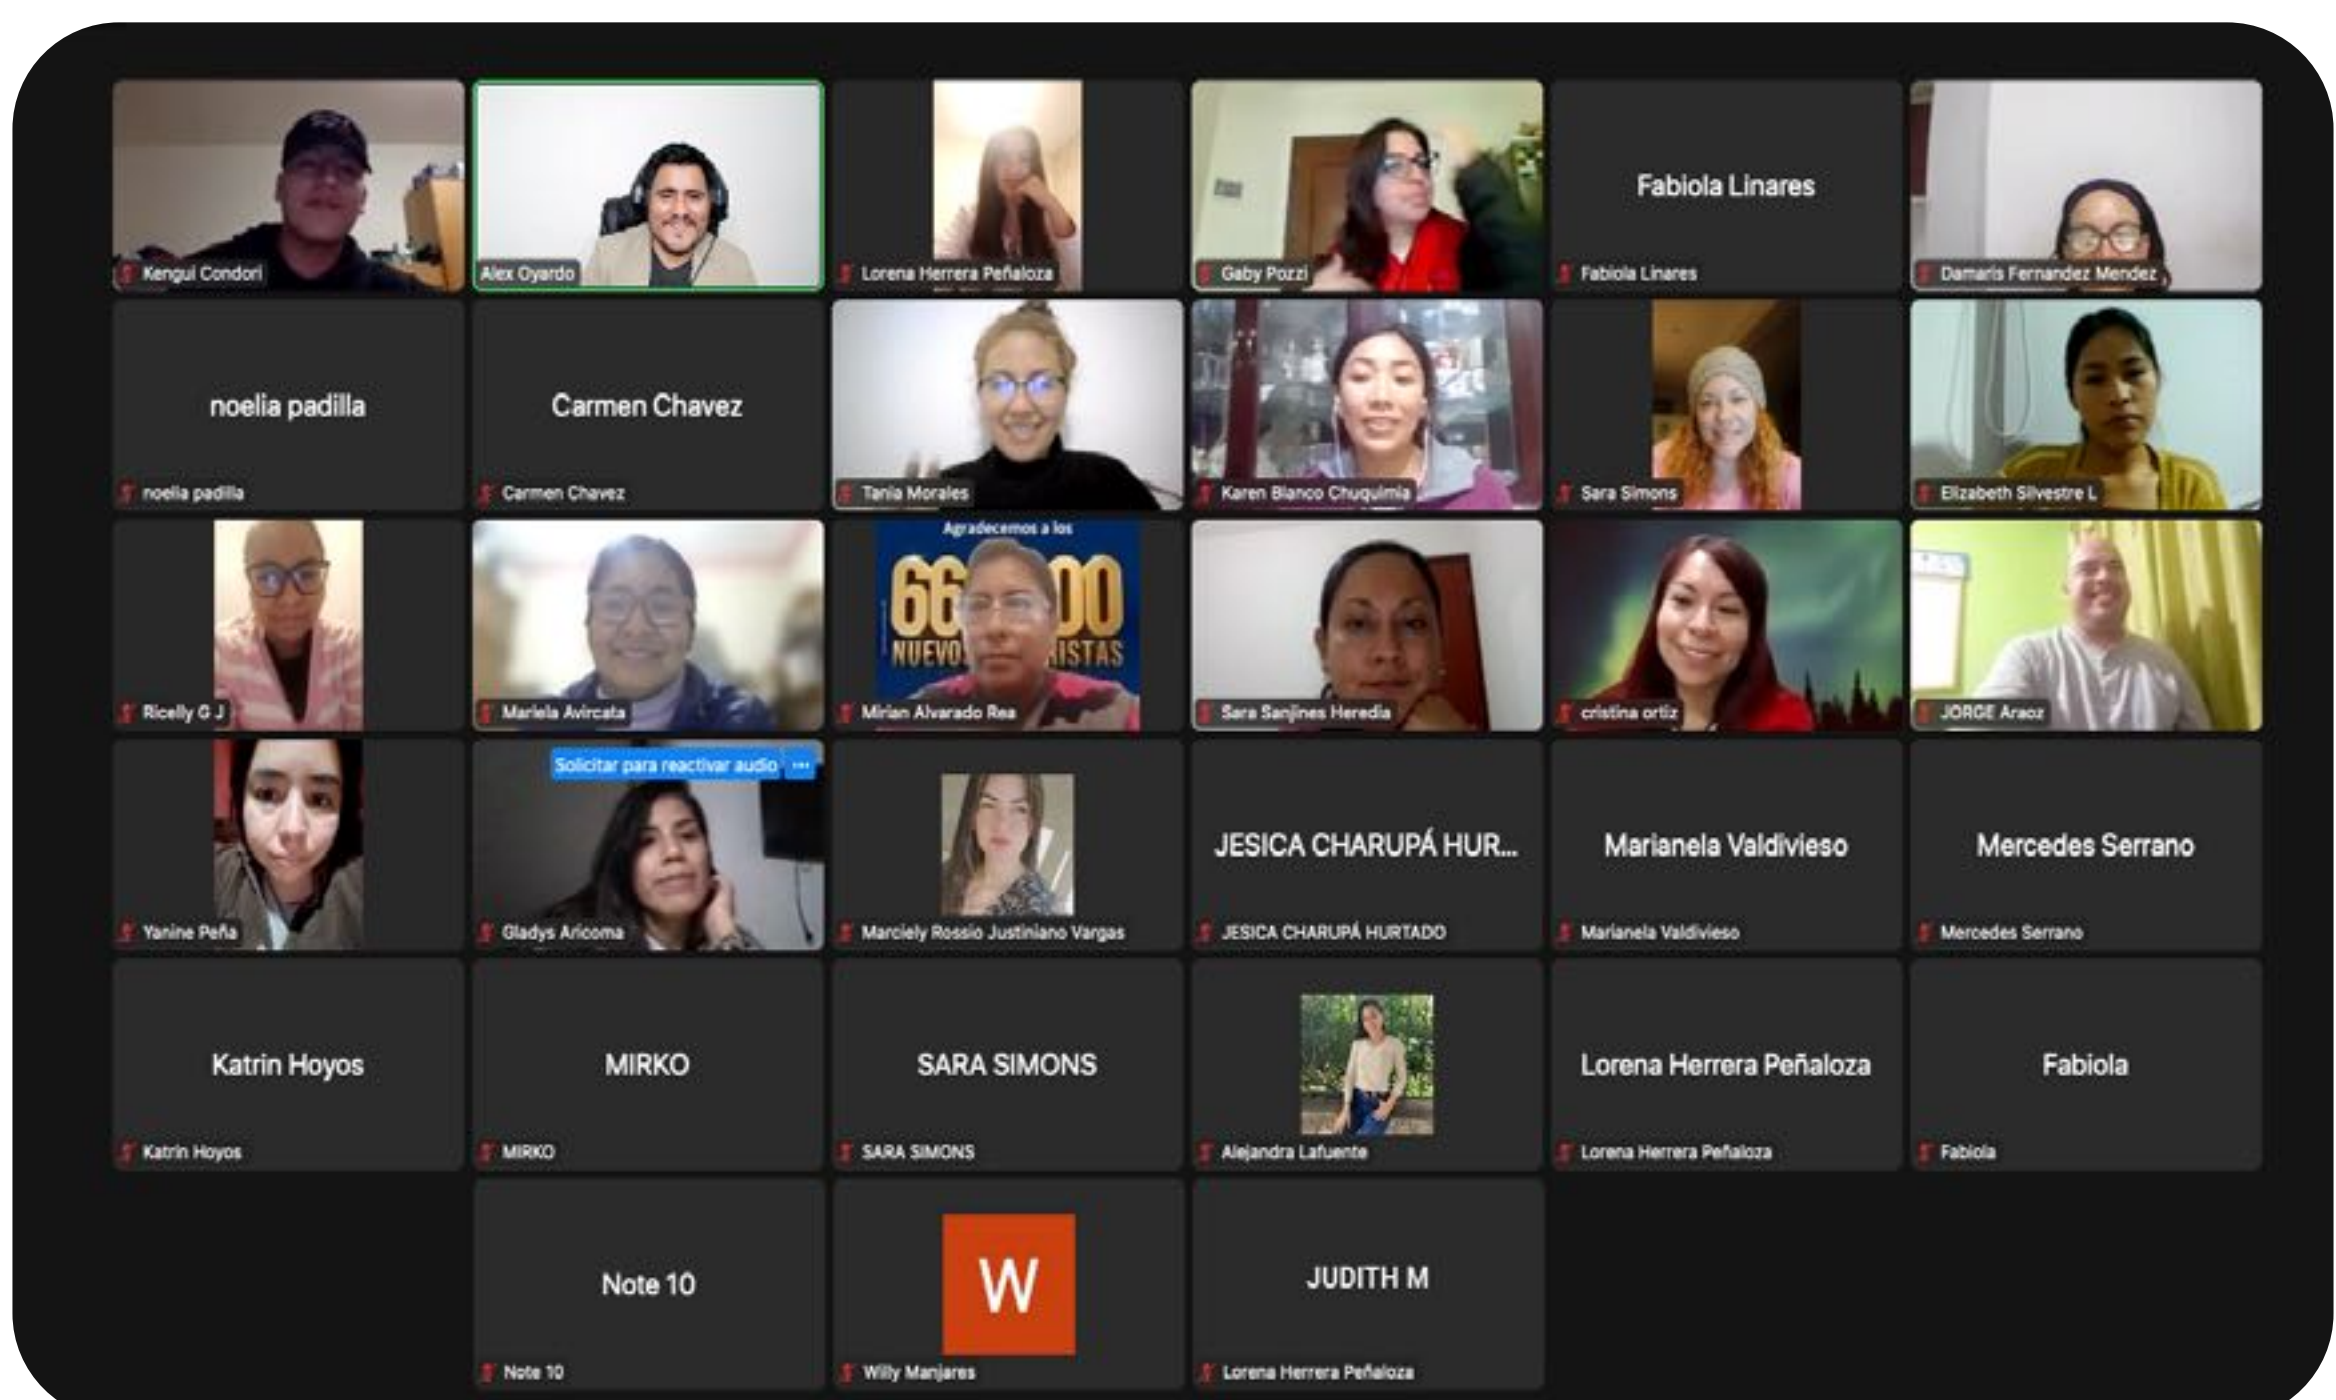 Kengui Condori
Alex Oyardo
Lorena Herrera Peñaloza
Gaby Pozzi
Fabiola Linares
Fabiola Linares
Damaris Fernandez Mendez
noelia padilla
noelia padilla
Carmen Chavez
Carmen Chavez
Tania Morales
Karen Blanco Chuquimia
Sara Simons
Elizabeth Silvestre L
Ricelly G J
Mariela Avircata
Agradecemos a los
NUEVO
Mirian Alvarado Rea
Sara Sanjines Heredia
cristina ortiz
JORGE Araoz
Yanine Peña
Solicitar para reactivar audio ...
Gladys Aricoma
Marciely Rossio Justiniano Vargas
JESICA CHARUPÁ HUR...
JESICA CHARUPÁ HURTADO
Marianela Valdivieso
Marianela Valdivieso
Mercedes Serrano
Mercedes Serrano
Katrin Hoyos
Katrin Hoyos
MIRKO
MIRKO
SARA SIMONS
SARA SIMONS
Alejandra Lafuente
Lorena Herrera Peñaloza
Lorena Herrera Peñaloza
Fabiola
Fabiola
Note 10
Note 10
W
Willy Manjares
JUDITH M
Lorena Herrera Peñaloza